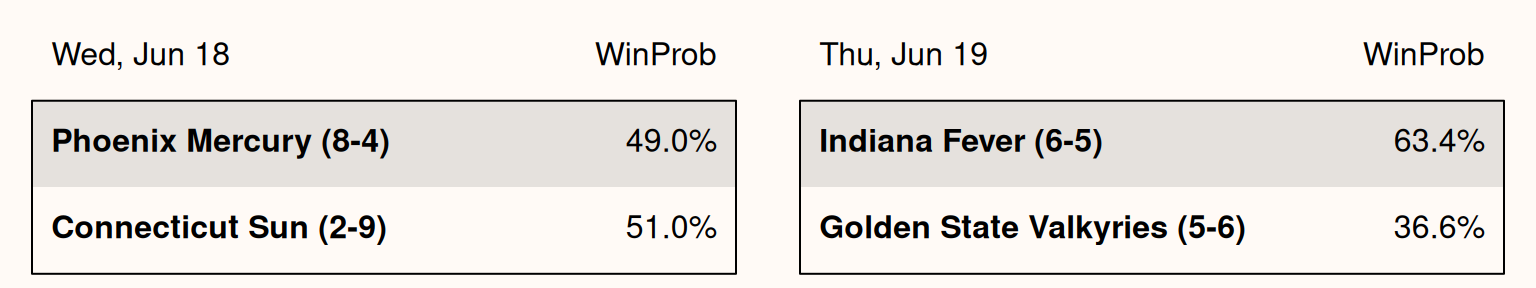 Wed, Jun 18 WinProb
Phoenix Mercury (8-4) 49.0%
Connecticut Sun (2-9) 51.0%
Thu, Jun 19 WinProb
Indiana Fever (6-5) 63.4%
Golden State Valkyries (5-6) 36.6%